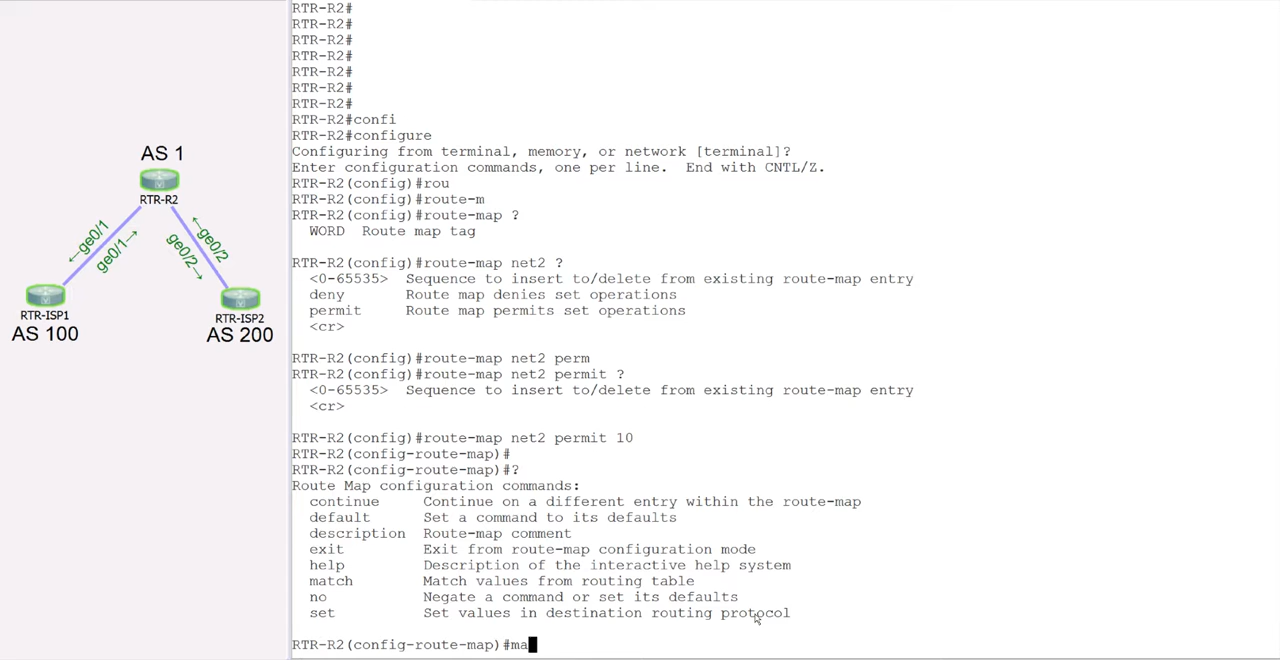 AS 1
RTR-R2
←ge0/1
ge0/1→
←ge0/2
ge0/2→
RTR-ISP1
AS 100
RTR-ISP2
AS 200
RTR-R2#
RTR-R2#
RTR-R2#
RTR-R2#
RTR-R2#
RTR-R2#
RTR-R2#
RTR-R2#confi
RTR-R2#configure
Configuring from terminal, memory, or network [terminal]?
Enter configuration commands, one per line.  End with CNTL/Z.
RTR-R2(config)#rou
RTR-R2(config)#route-m
RTR-R2(config)#route-map ?
  WORD  Route map tag
RTR-R2(config)#route-map net2 ?
  <0-65535>  Sequence to insert to/delete from existing route-map entry
  deny       Route map denies set operations
  permit     Route map permits set operations
  <cr>
RTR-R2(config)#route-map net2 perm
RTR-R2(config)#route-map net2 permit ?
  <0-65535>  Sequence to insert to/delete from existing route-map entry
  <cr>
RTR-R2(config)#route-map net2 permit 10
RTR-R2(config-route-map)#
RTR-R2(config-route-map)#?
Route Map configuration commands:
  continue     Continue on a different entry within the route-map
  default      Set a command to its defaults
  description  Route-map comment
  exit         Exit from route-map configuration mode
  help         Description of the interactive help system
  match        Match values from routing table
  no           Negate a command or set its defaults
  set          Set values in destination routing protocol
RTR-R2(config-route-map)#ma